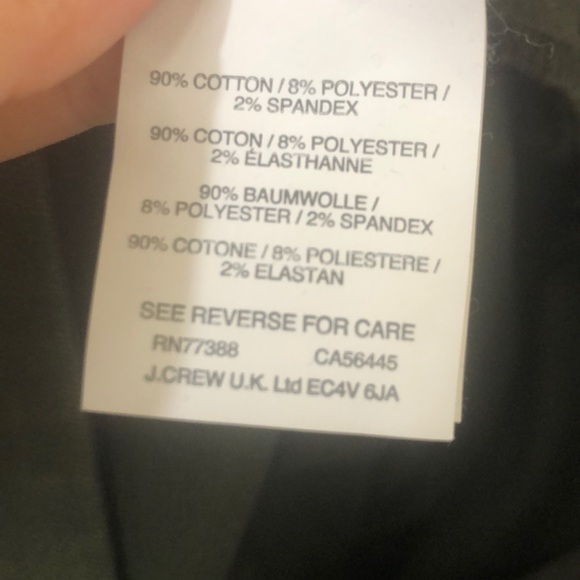 90% COTTON / 8% POLYESTER /
2% SPANDEX
90% COTON / 8% POLYESTER /
2% ÉLASTHANNE
90% BAUMWOLLE /
8% POLYESTER / 2% SPANDEX
90% COTONE / 8% POLIESTERE /
2% ELASTAN
SEE REVERSE FOR CARE
RN77388 CA56445
J.CREW U.K. Ltd EC4V 6JA